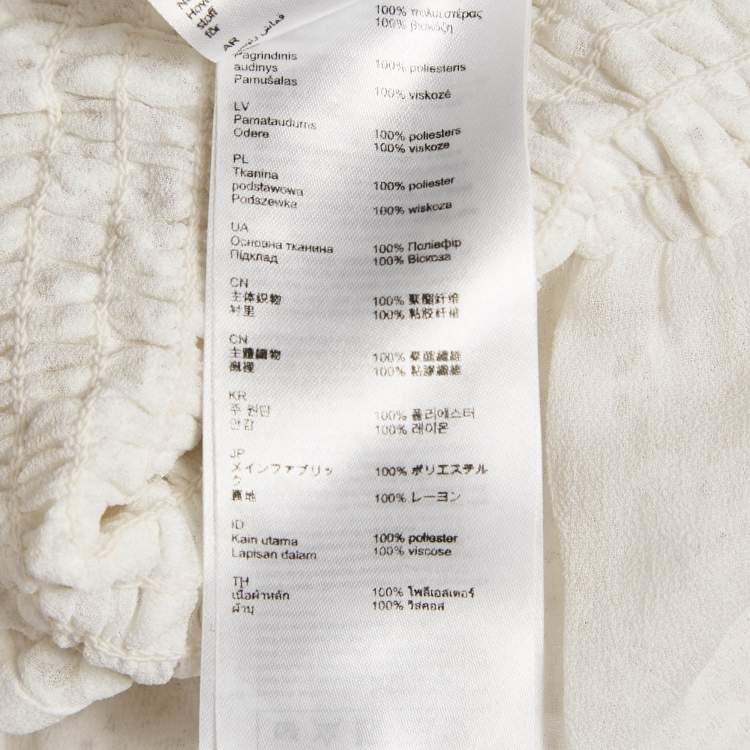 stoff
för
AR
100% πολυεστέρας
100% βισκόζη
Pagrindinis
audinys
100% poliesteris
Pamušalas
100% viskozė
LV
Pamataudums
100% poliesters
Odere
100% viskoze
PL
Tkanina
podstawowa
100% poliester
Podszewka
100% wiskoza
UA
Основна тканина
100% Поліефір
Підклад
100% Віскоза
CN
主体织物
100% 聚酯纤维
衬里
100% 粘胶纤维
CN
主體織物
100% 聚酯纖維
襯裡
100% 粘膠纖維
KR
주 원단
100% 폴리에스터
안감
100% 레이온
JP
メインファブリッ
ク
100% ポリエステル
裏地
100% レーヨン
ID
Kain utama
100% poliester
Lapisan dalam
100% viscose
TH
เนื้อผ้าหลัก
100% โพลีเอสเตอร์
ผ้าบุ
100% วิสคอส